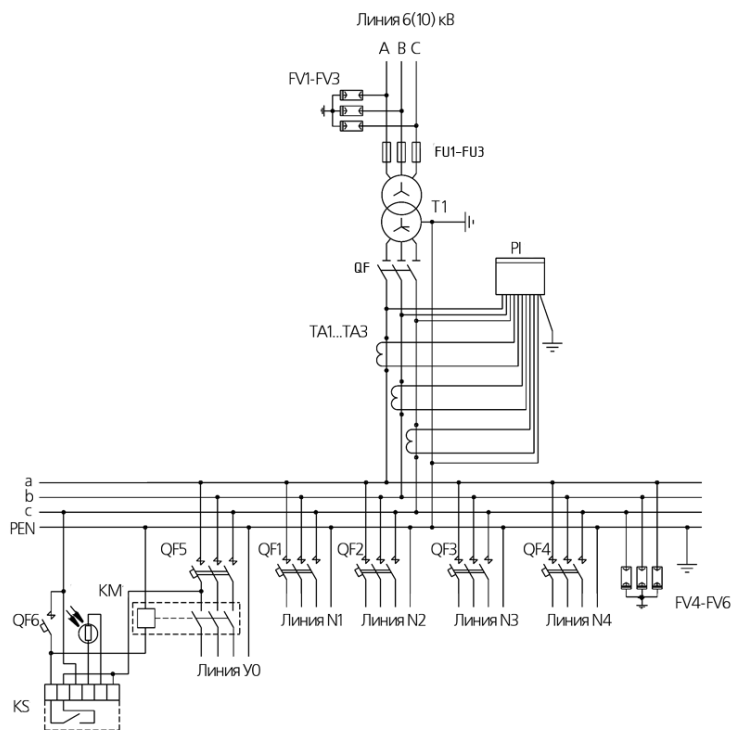 Линия 6(10) кВ
A B C
FV1-FV3
FU1-FU3
T1
QF
PI
TA1...TA3
a
b
c
PEN
QF5
QF1
QF2
QF3
QF4
KM
FV4-FV6
QF6
Линия N1
Линия N2
Линия N3
Линия N4
Линия УО
KS